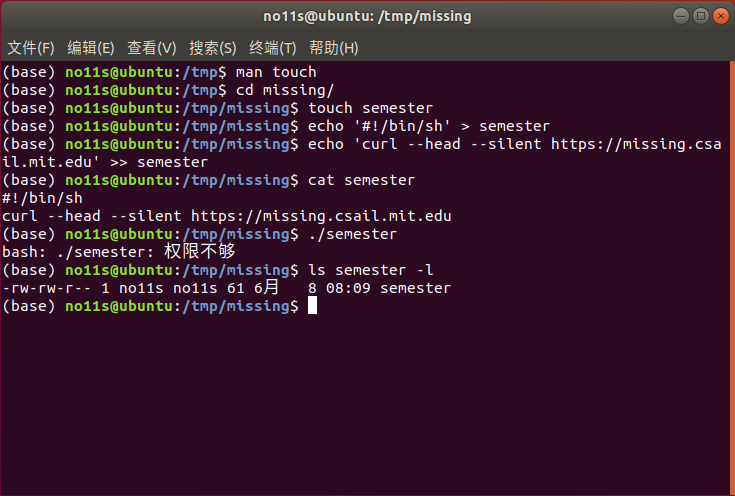 no11s@ubuntu: /tmp/missing
文件(F) 编辑(E) 查看(V) 搜索(S) 终端(T) 帮助(H)
(base) no11s@ubuntu:/tmp$ man touch
(base) no11s@ubuntu:/tmp$ cd missing/
(base) no11s@ubuntu:/tmp/missing$ touch semester
(base) no11s@ubuntu:/tmp/missing$ echo '#!/bin/sh' > semester
(base) no11s@ubuntu:/tmp/missing$ echo 'curl --head --silent https://missing.csa
il.mit.edu' >> semester
(base) no11s@ubuntu:/tmp/missing$ cat semester
#!/bin/sh
curl --head --silent https://missing.csail.mit.edu
(base) no11s@ubuntu:/tmp/missing$ ./semester
bash: ./semester: 权限不够
(base) no11s@ubuntu:/tmp/missing$ ls semester -l
-rw-rw-r-- 1 no11s no11s 61 6月   8 08:09 semester
(base) no11s@ubuntu:/tmp/missing$